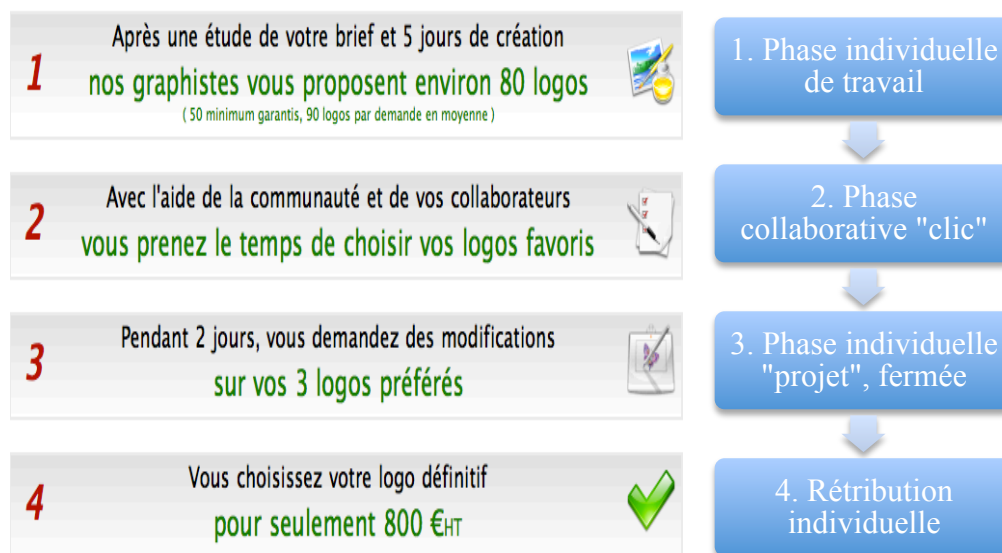 1
Après une étude de votre brief et 5 jours de création
nos graphistes vous proposent environ 80 logos
( 50 minimum garantis, 90 logos par demande en moyenne )
1. Phase individuelle
de travail
2
Avec l'aide de la communauté et de vos collaborateurs
vous prenez le temps de choisir vos logos favoris
2. Phase
collaborative "clic"
3
Pendant 2 jours, vous demandez des modifications
sur vos 3 logos préférés
3. Phase individuelle
"projet", fermée
4
Vous choisissez votre logo définitif
pour seulement 800 €HT
4. Rétribution
individuelle